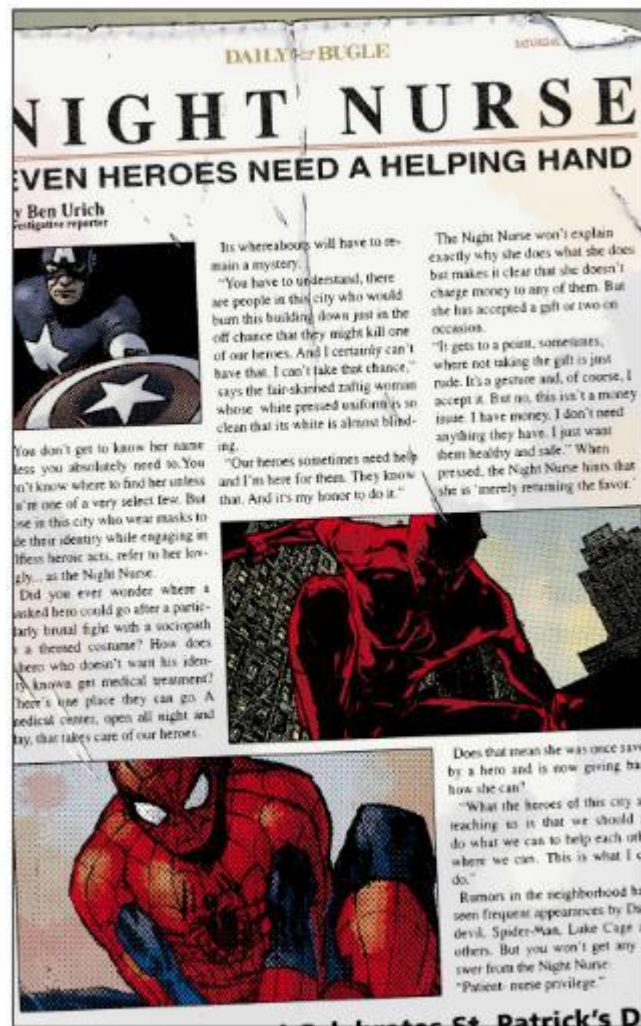 DAILY BUGLE
NIGHT NURSE
EVEN HEROES NEED A HELPING HAND
y Ben Urich
vestigative reporter
You don't get to know her name
less you absolutely need to. You
n't know where to find her unless
u're one of a very select few. But
ose in this city who wear masks to
de their identity while engaging in
lfless heroic acts, refer to her lov-
gly... as the Night Nurse.
Did you ever wonder where a
asked hero could go after a partic-
larly brutal fight with a sociopath
a themed costume? How does
hero who doesn't want his iden-
ty known get medical treatment?
here's one place they can go. A
medical center, open all night and
day, that takes care of our heroes.
Its whereabouts will have to re-
main a mystery.
"You have to understand, there
are people in this city who would
burn this building down just in the
off chance that they might kill one
of our heroes. And I certainly can't
have that. I can't take that chance,"
says the fair-skinned zaftig woman
whose white pressed uniform is so
clean that its white is almost blind-
ing.
"Our heroes sometimes need help
and I'm here for them. They know
that. And it's my honor to do it."
The Night Nurse won't explain
exactly why she does what she does
but makes it clear that she doesn't
charge money to any of them. But
she has accepted a gift or two on
occasion.
"It gets to a point, sometimes,
where not taking the gift is just
rude. It's a gesture and, of course, I
accept it. But no, this isn't a money
issue. I have money. I don't need
anything they have. I just want
them healthy and safe." When
pressed, the Night Nurse hints that
she is 'merely returning the favor.'
Does that mean she was once save
by a hero and is now giving ba
how she can?
"What the heroes of this city a
teaching us is that we should
do what we can to help each oth
where we can. This is what I c
do."
Rumors in the neighborhood ha
seen frequent appearances by Da
devil, Spider-Man, Luke Cage
others. But you won't get any
swer from the Night Nurse.
"Patient- nurse privilege."
Celebrates St. Patrick's D